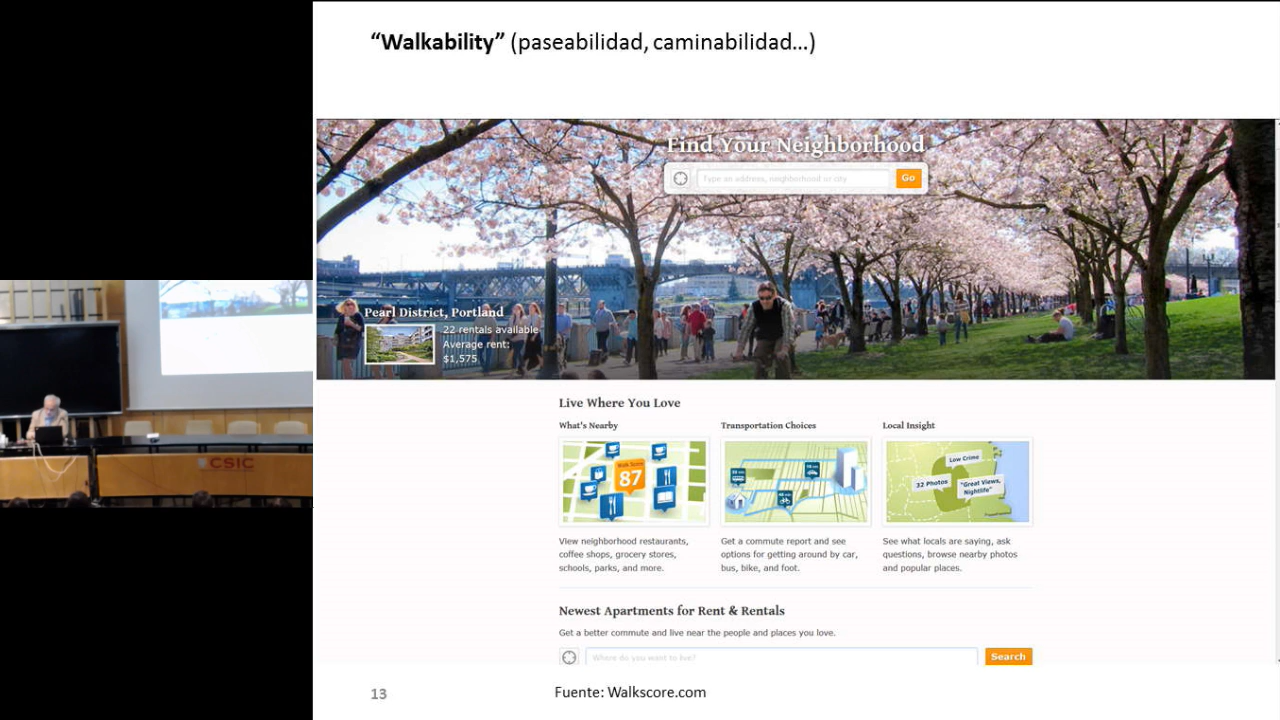 “Walkability” (paseabilidad, caminabilidad...)
Find Your Neighborhood
Type an address, neighborhood or city
Go
Pearl District, Portland
22 rentals available
Average rent:
$1,575
Live Where You Love
What's Nearby
Transportation Choices
Local Insight
Walk Score
87
Low Crime
32 Photos
"Great Views,
Nightlife"
View neighborhood restaurants,
coffee shops, grocery stores,
schools, parks, and more.
Get a commute report and see
options for getting around by car,
bus, bike, and foot.
See what locals are saying, ask
questions, browse nearby photos
and popular places.
Newest Apartments for Rent & Rentals
Get a better commute and live near the people and places you love.
Where do you want to live?
Search
CSIC
13
Fuente: Walkscore.com